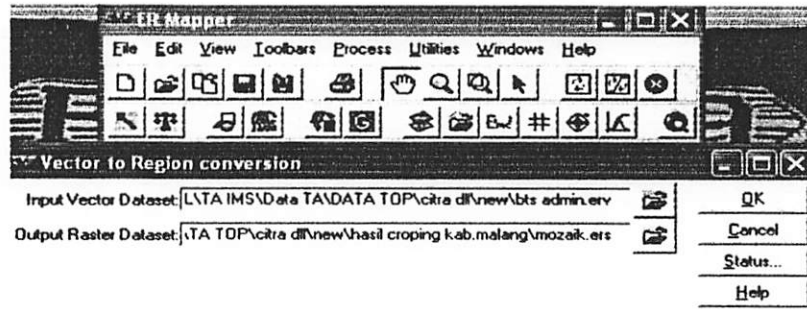 ER Mapper
File Edit View Toolbars Process Utilities Windows Help
Vector to Region conversion
Input Vector Dataset: L\TA IMS\Data TA\DATA TOP\citra dll\new\bts admin.erv
OK
Output Raster Dataset: \TA TOP\citra dll\new\hasil croping kab.malang\mozaik.ers
Cancel
Status...
Help